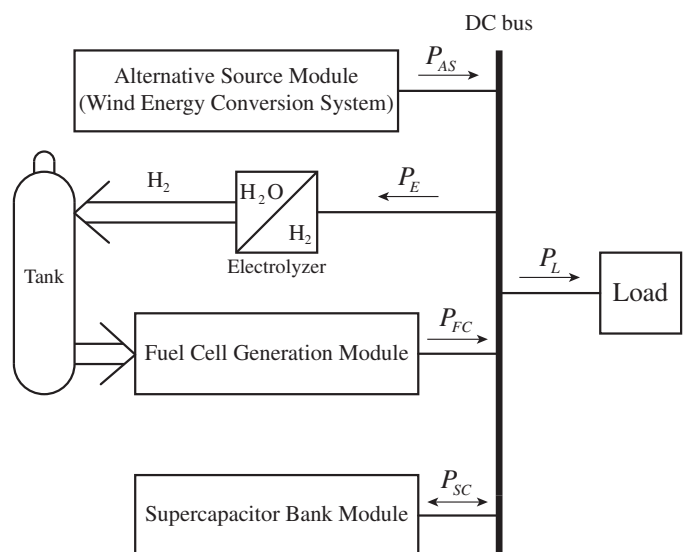 DC bus
Alternative Source Module
(Wind Energy Conversion System)
P_AS
H₂
H₂O
H₂
P_E
Electrolyzer
Tank
P_L
Load
Fuel Cell Generation Module
P_FC
Supercapacitor Bank Module
P_SC